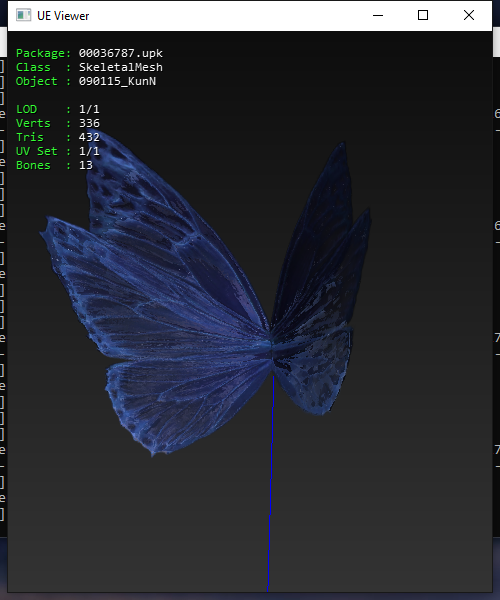 UE Viewer
Package: 00036787.upk
Class : SkeletalMesh
Object : 090115_KunN
LOD : 1/1
Verts : 336
Tris : 432
UV Set : 1/1
Bones : 13